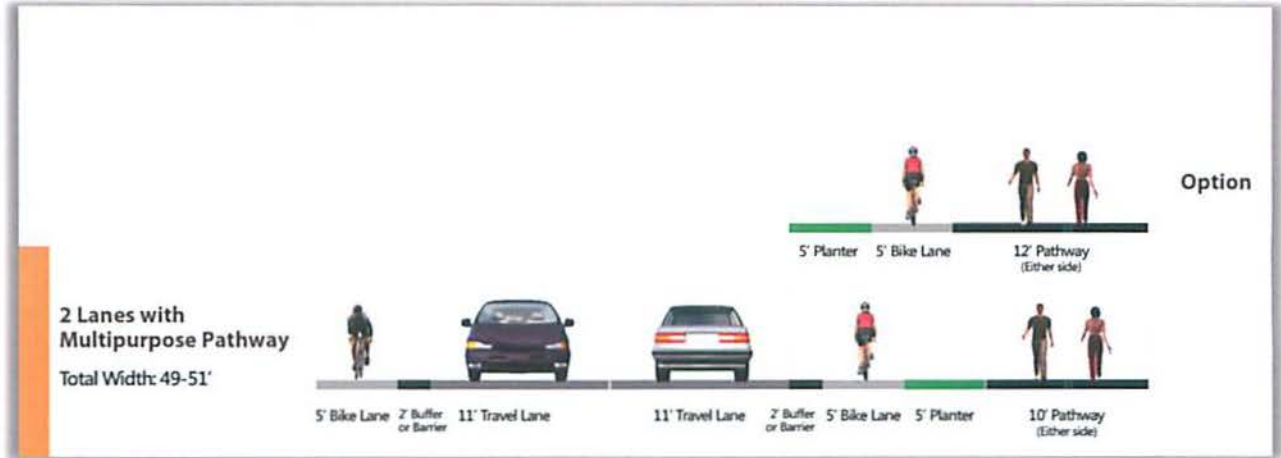 Option
5' Planter 5' Bike Lane 12' Pathway
(Either side)
2 Lanes with
Multipurpose Pathway
Total Width: 49-51'
5' Bike Lane 2' Buffer 11' Travel Lane 11' Travel Lane 2' Buffer 5' Bike Lane 5' Planter 10' Pathway
or Barrier or Barrier (Either side)